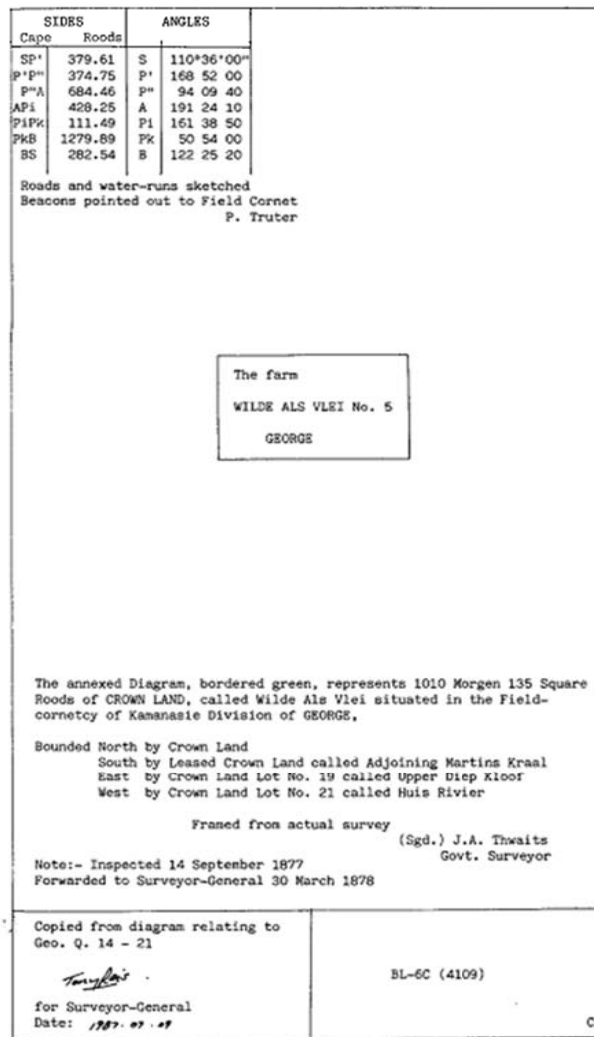 SIDES ANGLES
Cape Roods
SP' 379.61 S 110°36'00"
P'P" 374.75 P' 168 52 00
P"A 684.46 P" 94 09 40
APi 428.25 A 191 24 10
PiPk 111.49 Pi 161 38 50
PkB 1279.89 Pk 50 54 00
BS 282.54 B 122 25 20
Roads and water-runs sketched
Beacons pointed out to Field Cornet
P. Truter
The farm
WILDE ALS VLEI No. 5
GEORGE
The annexed Diagram, bordered green, represents 1010 Morgen 135 Square
Roods of CROWN LAND, called Wilde Als Vlei situated in the Field-
cornetcy of Kamanasie Division of GEORGE,
Bounded North by Crown Land
South by Leased Crown Land called Adjoining Martins Kraal
East by Crown Land Lot No. 19 called Upper Diep Kloof
West by Crown Land Lot No. 21 called Huis Rivier
Framed from actual survey
(Sgd.) J.A. Thwaits
Govt. Surveyor
Note:- Inspected 14 September 1877
Forwarded to Surveyor-General 30 March 1878
Copied from diagram relating to
Geo. Q. 14 - 21
BL-6C (4109)
for Surveyor-General
Date: 1987.07.09
C